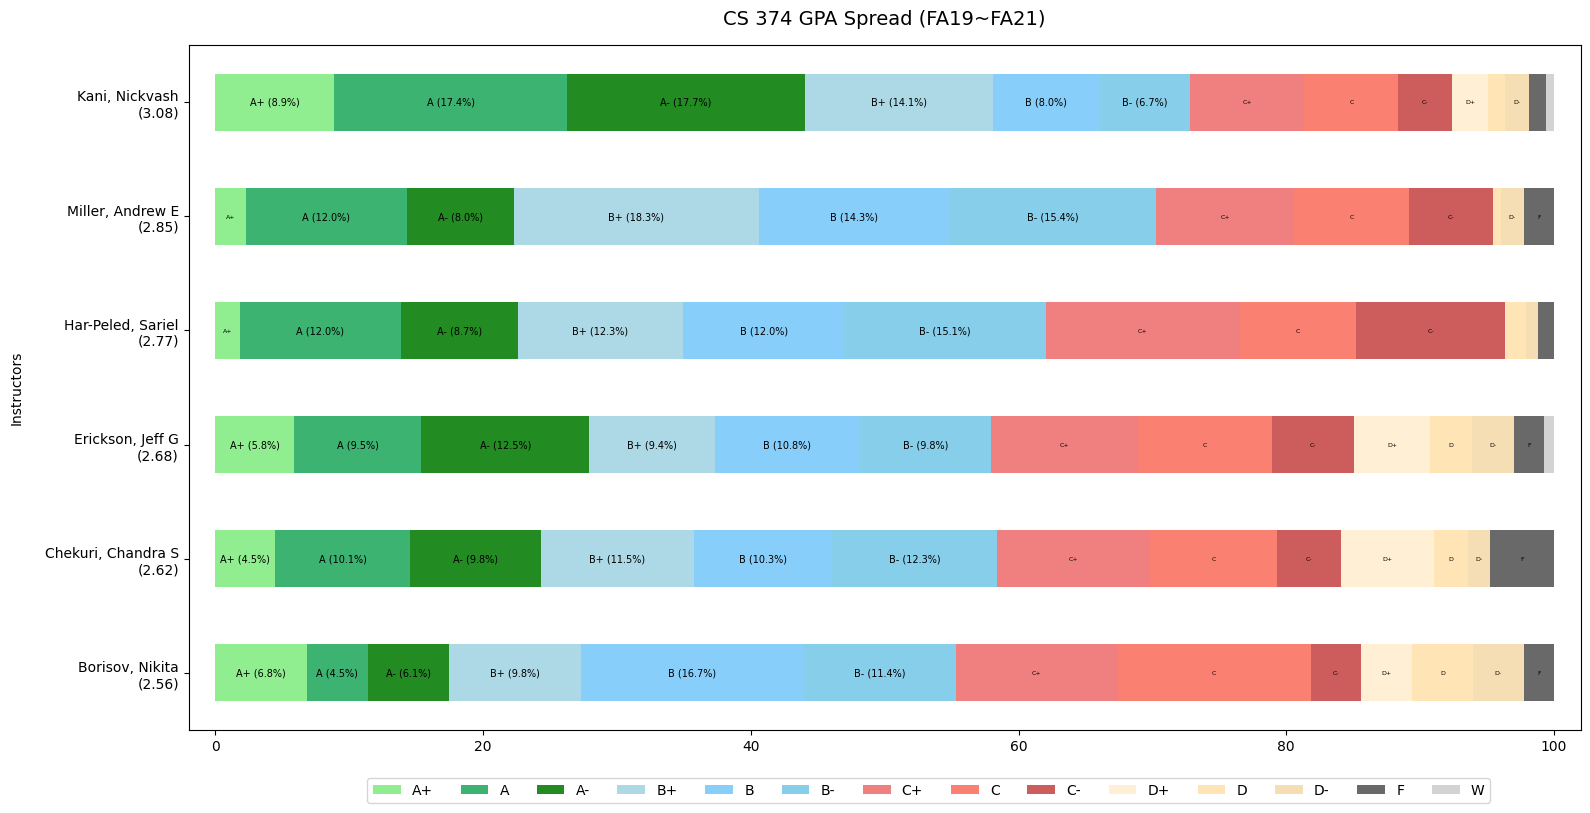 CS 374 GPA Spread (FA19~FA21)
Instructors
Kani, Nickvash
(3.08)
A+ (8.9%) A (17.4%) A- (17.7%) B+ (14.1%) B (8.0%) B- (6.7%) C+ C C- D+ D-
Miller, Andrew E
(2.85)
A+ A (12.0%) A- (8.0%) B+ (18.3%) B (14.3%) B- (15.4%) C+ C C- D- F
Har-Peled, Sariel
(2.77)
A+ A (12.0%) A- (8.7%) B+ (12.3%) B (12.0%) B- (15.1%) C+ C C-
Erickson, Jeff G
(2.68)
A+ (5.8%) A (9.5%) A- (12.5%) B+ (9.4%) B (10.8%) B- (9.8%) C+ C C- D+ D D- F
Chekuri, Chandra S
(2.62)
A+ (4.5%) A (10.1%) A- (9.8%) B+ (11.5%) B (10.3%) B- (12.3%) C+ C C- D+ D D- F
Borisov, Nikita
(2.56)
A+ (6.8%) A (4.5%) A- (6.1%) B+ (9.8%) B (16.7%) B- (11.4%) C+ C C- D+ D D- F
0 20 40 60 80 100
A+ A A- B+ B B- C+ C C- D+ D D- F W